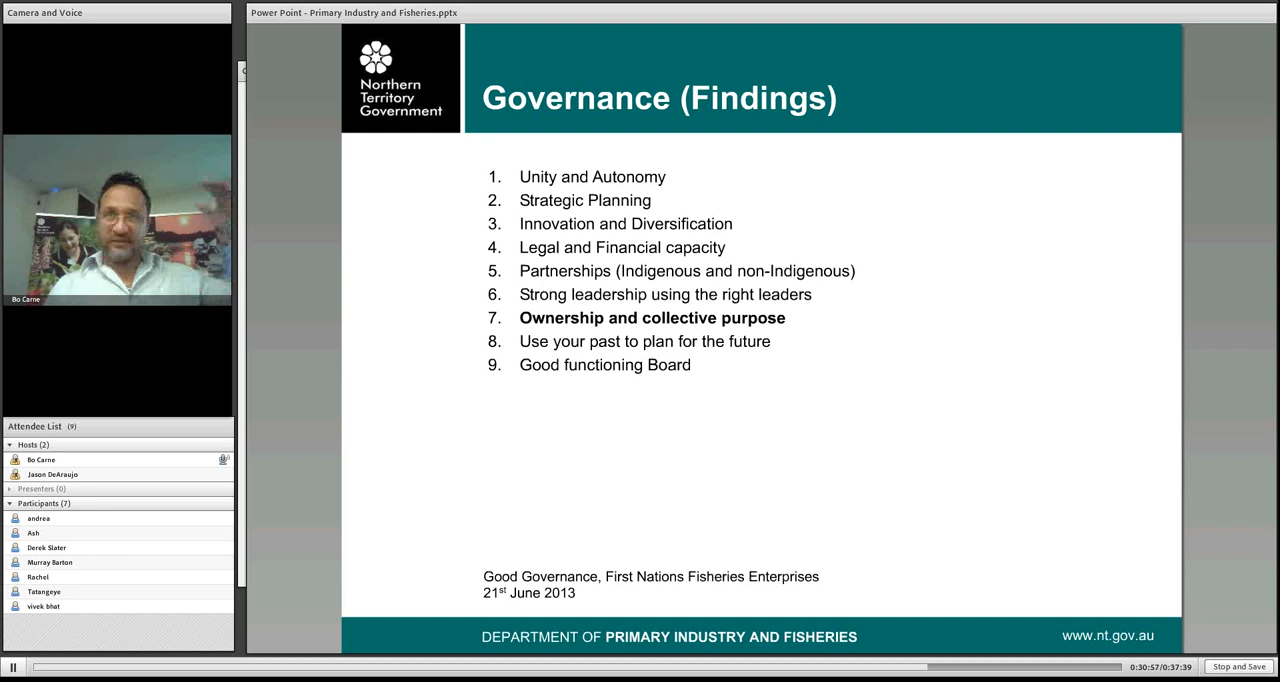 Camera and Voice
Bo Carne
Attendee List (9)
Hosts (2)
Bo Carne
Jason DeAraujo
Presenters (0)
Participants (7)
andrea
Ash
Derek Slater
Murray Barton
Rachel
Tatangeye
vivek bhat
Power Point - Primary Industry and Fisheries.pptx
Northern
Territory
Government
Governance (Findings)
1. Unity and Autonomy
2. Strategic Planning
3. Innovation and Diversification
4. Legal and Financial capacity
5. Partnerships (Indigenous and non-Indigenous)
6. Strong leadership using the right leaders
7. Ownership and collective purpose
8. Use your past to plan for the future
9. Good functioning Board
Good Governance, First Nations Fisheries Enterprises
21st June 2013
DEPARTMENT OF PRIMARY INDUSTRY AND FISHERIES
www.nt.gov.au
0:30:57/0:37:39
Stop and Save